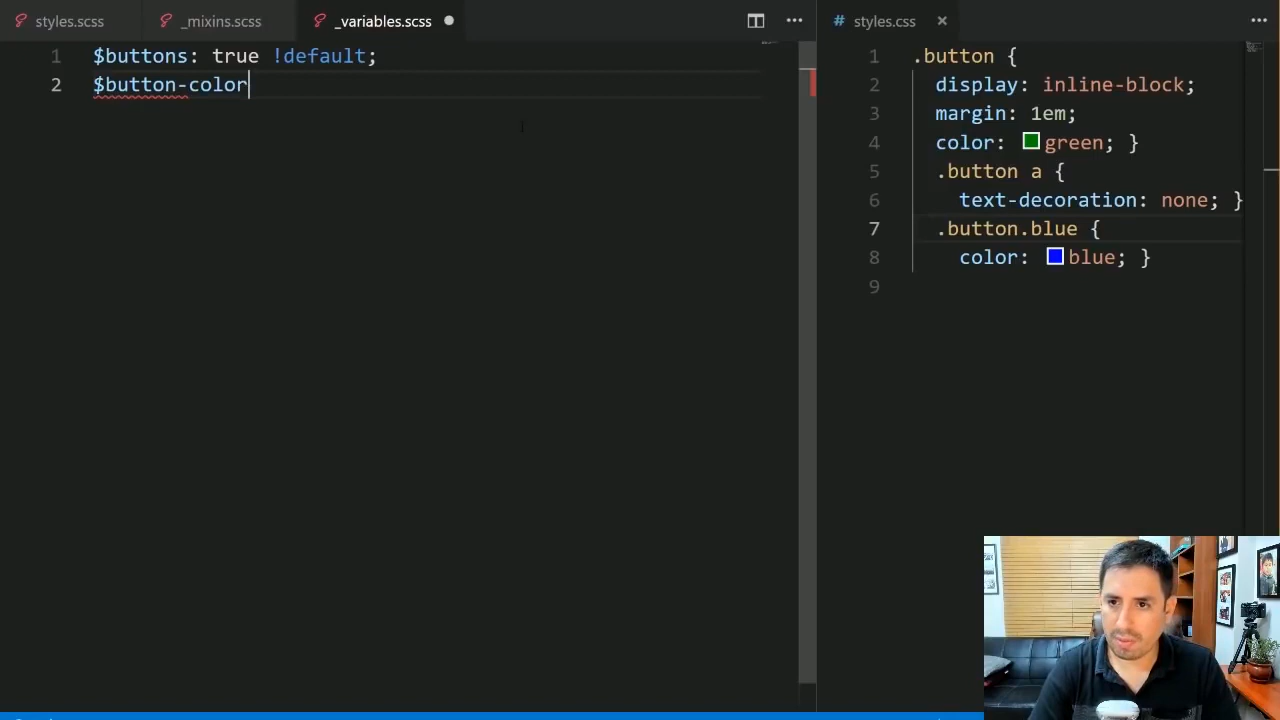 styles.scss
_mixins.scss
_variables.scss
styles.css
1 $buttons: true !default;
2 $button-color
1 .button {
2 display: inline-block;
3 margin: 1em;
4 color: green; }
5 .button a {
6 text-decoration: none; }
7 .button.blue {
8 color: blue; }
9